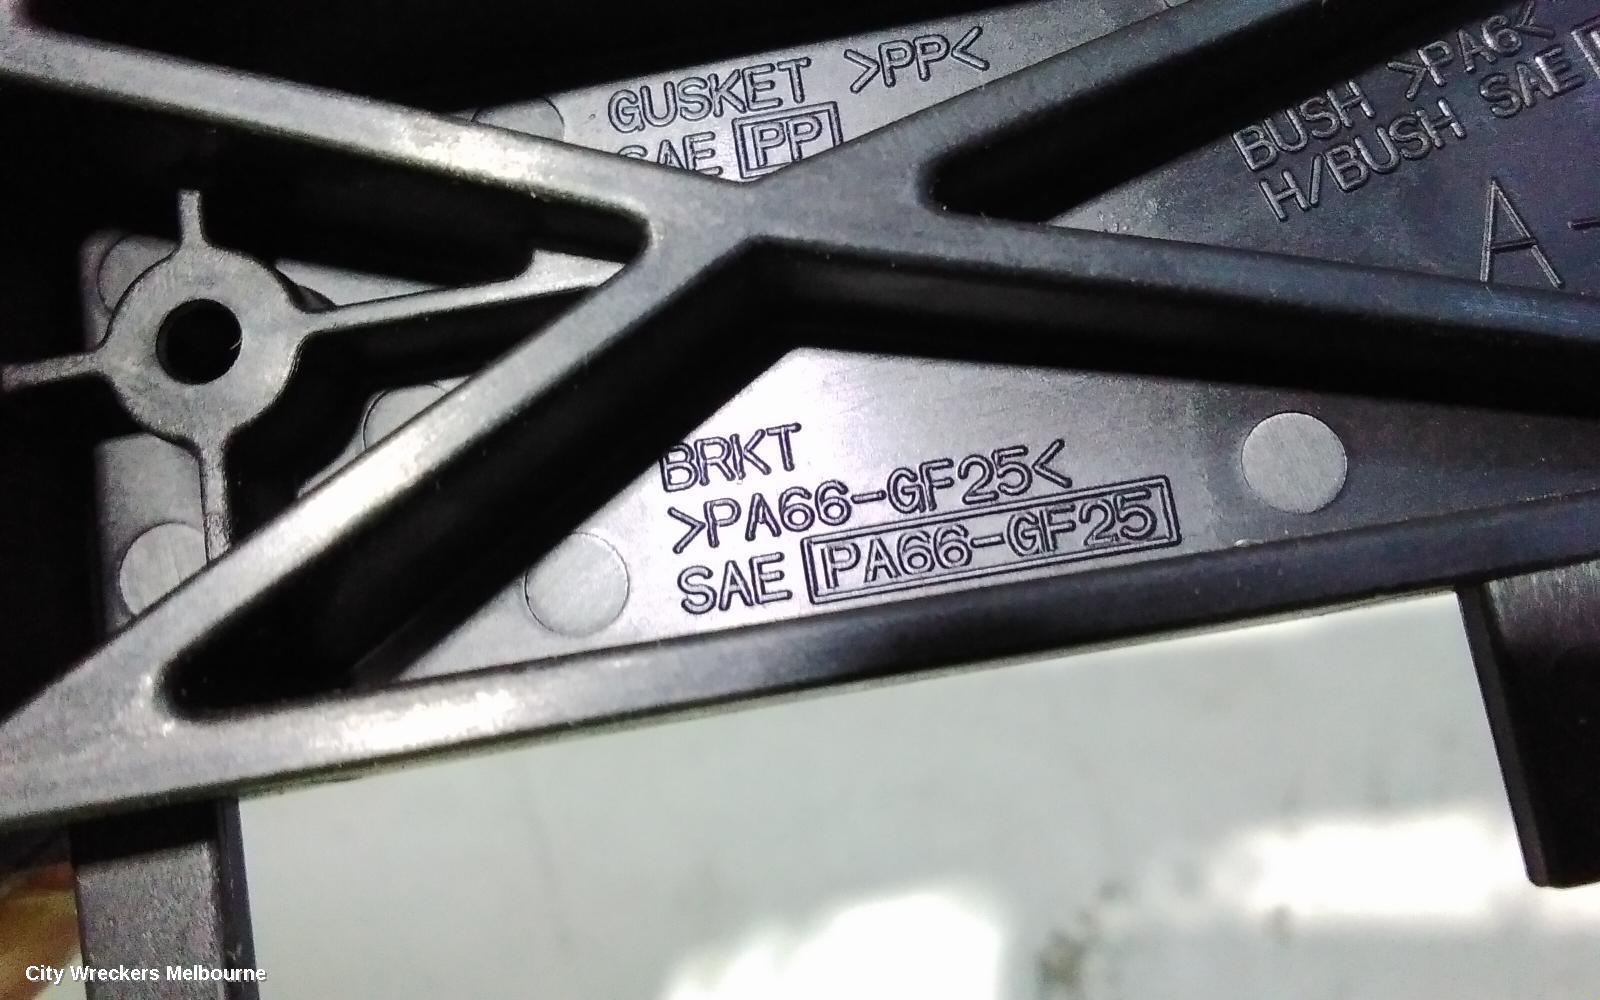 GUSKET >PP<
SAE PP
BUSH >PA6<
H/BUSH SAE
A
BRKT
>PA66-GF25<
SAE PA66-GF25
City Wreckers Melbourne